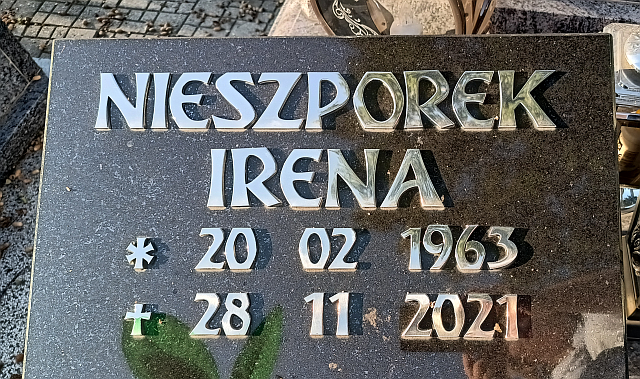 NIESZPOREK
IRENA
* 20 02 1963
+ 28 11 2021